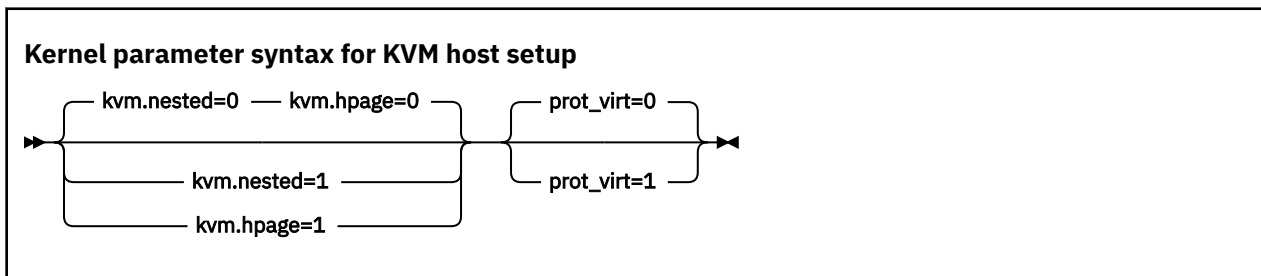 Kernel parameter syntax for KVM host setup
kvm.nested=0 kvm.hpage=0 prot_virt=0
kvm.nested=1 prot_virt=1
kvm.hpage=1